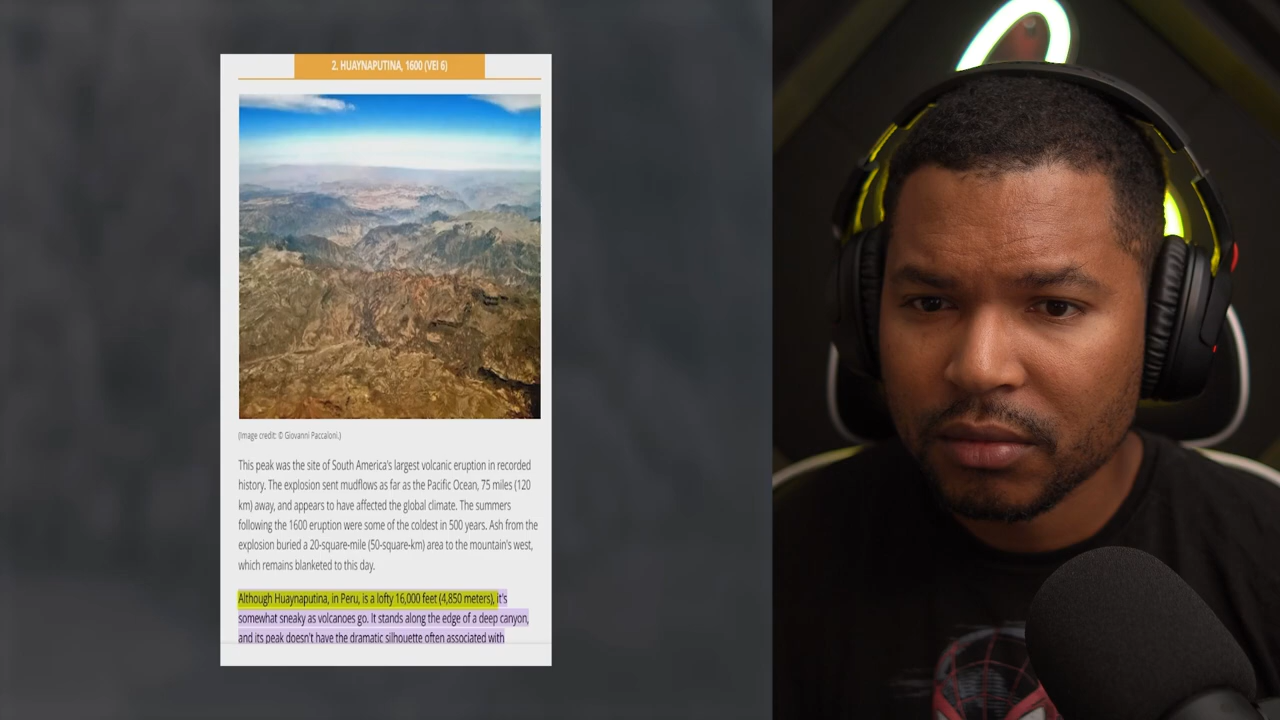 2. HUAYNAPUTINA, 1600 (VEI 6)
(Image credit: © Giovanni Paccaloni.)
This peak was the site of South America's largest volcanic eruption in recorded
history. The explosion sent mudflows as far as the Pacific Ocean, 75 miles (120
km) away, and appears to have affected the global climate. The summers
following the 1600 eruption were some of the coldest in 500 years. Ash from the
explosion buried a 20-square-mile (50-square-km) area to the mountain's west,
which remains blanketed to this day.
Although Huaynaputina, in Peru, is a lofty 16,000 feet (4,850 meters), it's
somewhat sneaky as volcanoes go. It stands along the edge of a deep canyon,
and its peak doesn't have the dramatic silhouette often associated with